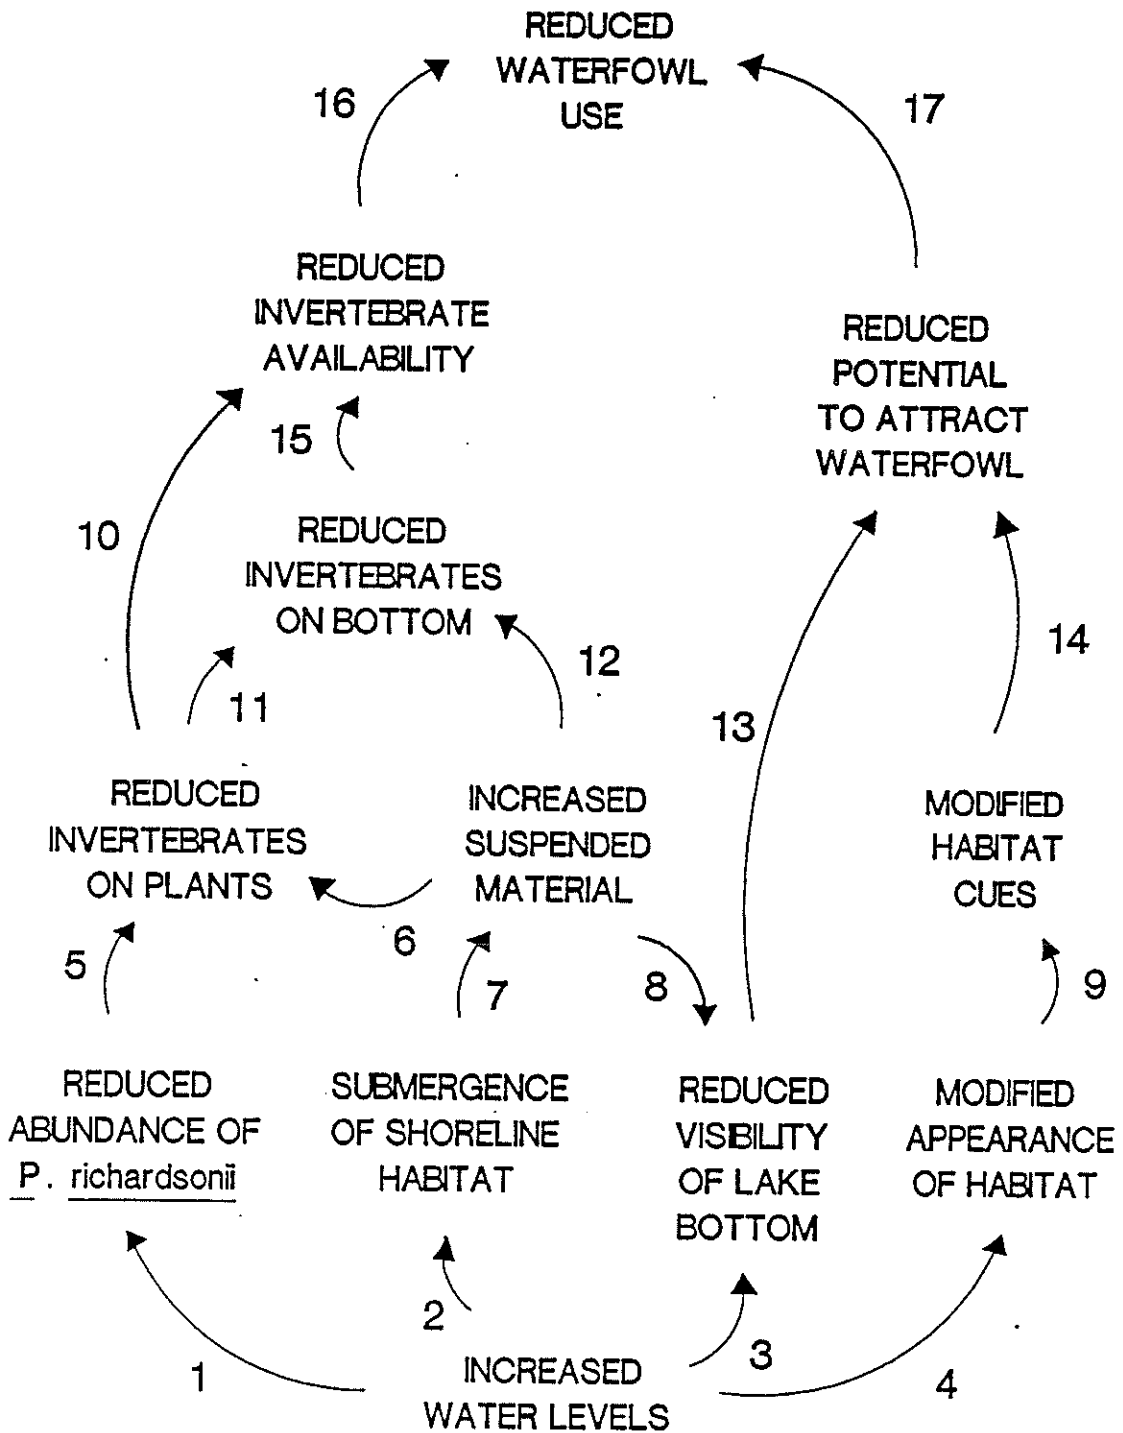 REDUCED
WATERFOWL
USE
16
17
REDUCED
INVERTEBRATE
AVAILABILITY
REDUCED
POTENTIAL
TO ATTRACT
WATERFOWL
15
10
REDUCED
INVERTEBRATES
ON BOTTOM
12
14
11
13
REDUCED
INVERTEBRATES
ON PLANTS
INCREASED
SUSPENDED
MATERIAL
MODIFIED
HABITAT
CUES
5
6
7
8
9
REDUCED
ABUNDANCE OF
P. richardsonii
SUBMERGENCE
OF SHORELINE
HABITAT
REDUCED
VISIBILITY
OF LAKE
BOTTOM
MODIFIED
APPEARANCE
OF HABITAT
1
2
3
4
INCREASED
WATER LEVELS